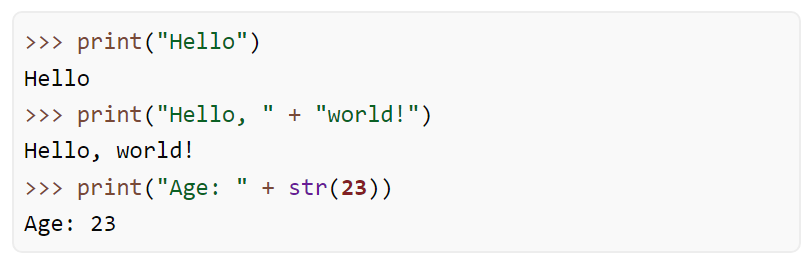 >>> print("Hello")
Hello
>>> print("Hello, " + "world!")
Hello, world!
>>> print("Age: " + str(23))
Age: 23